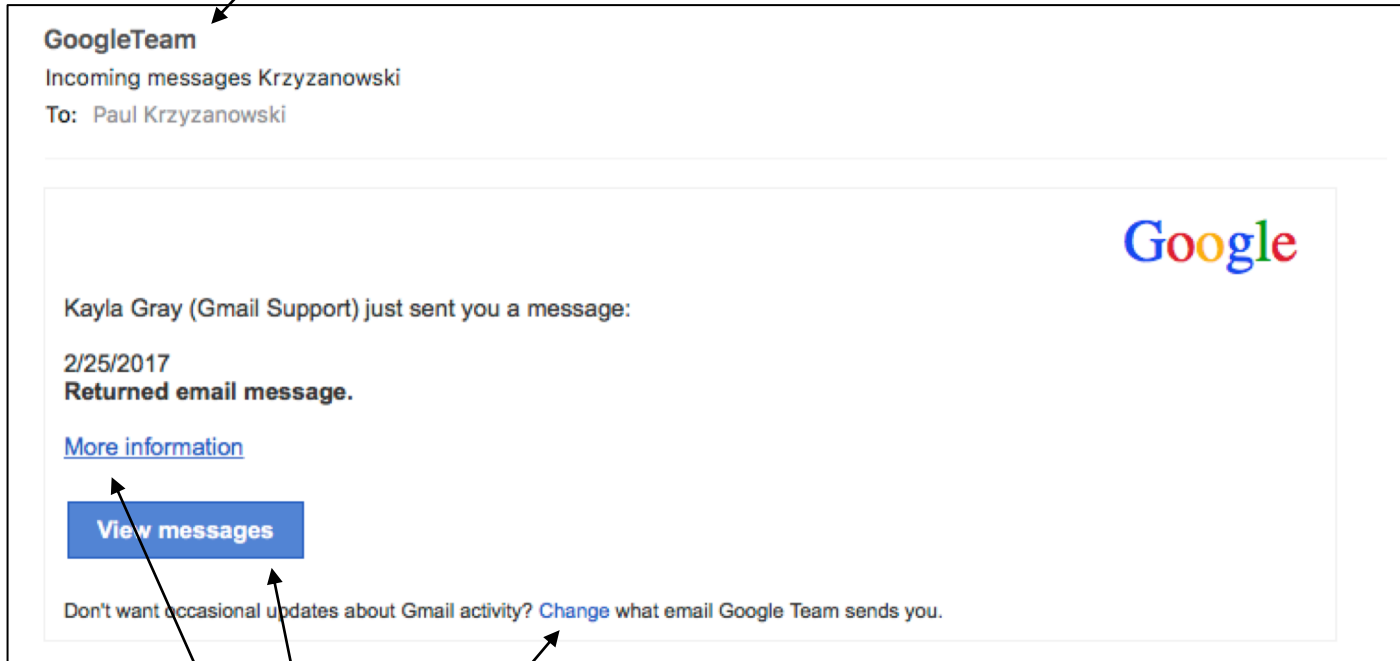 GoogleTeam
Incoming messages Krzyzanowski
To: Paul Krzyzanowski
Google
Kayla Gray (Gmail Support) just sent you a message:
2/25/2017
Returned email message.
More information
View messages
Don't want occasional updates about Gmail activity? Change what email Google Team sends you.